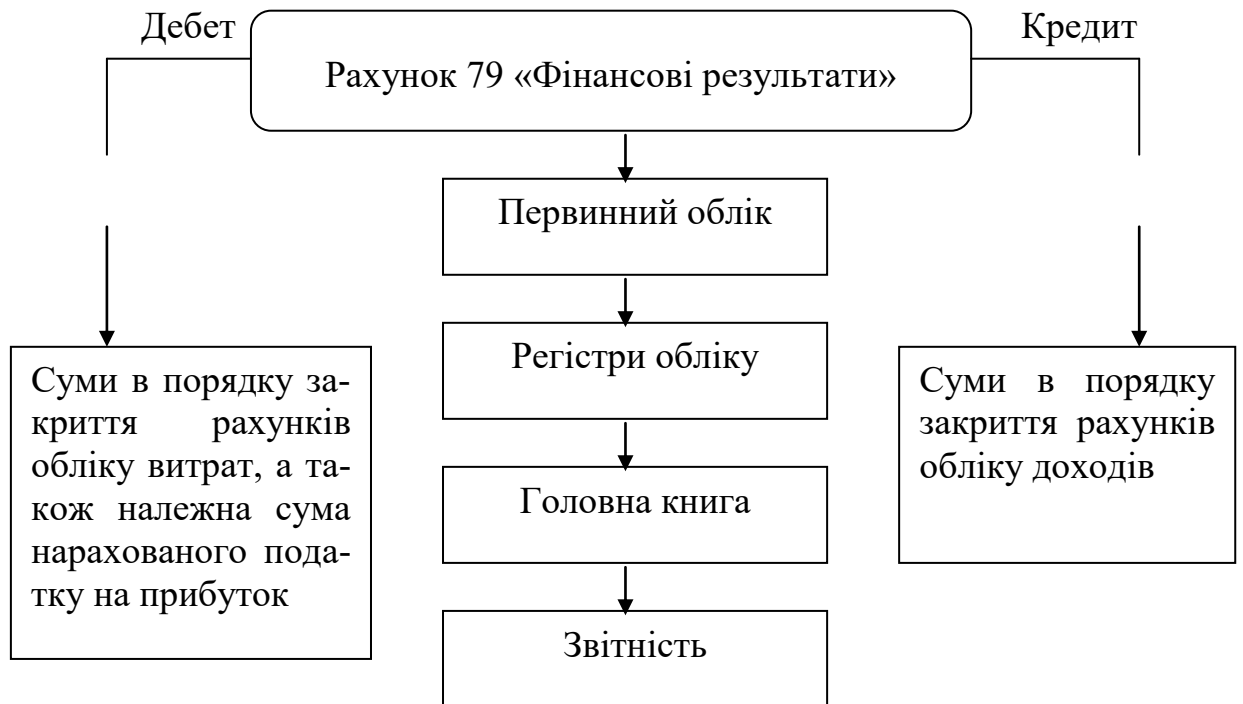 Дебет
Кредит
Рахунок 79 «Фінансові результати»
Первинний облік
Регістри обліку
Головна книга
Звітність
Суми в порядку за-
криття рахунків
обліку витрат, а та-
кож належна сума
нарахованого пода-
тку на прибуток
Суми в порядку
закриття рахунків
обліку доходів